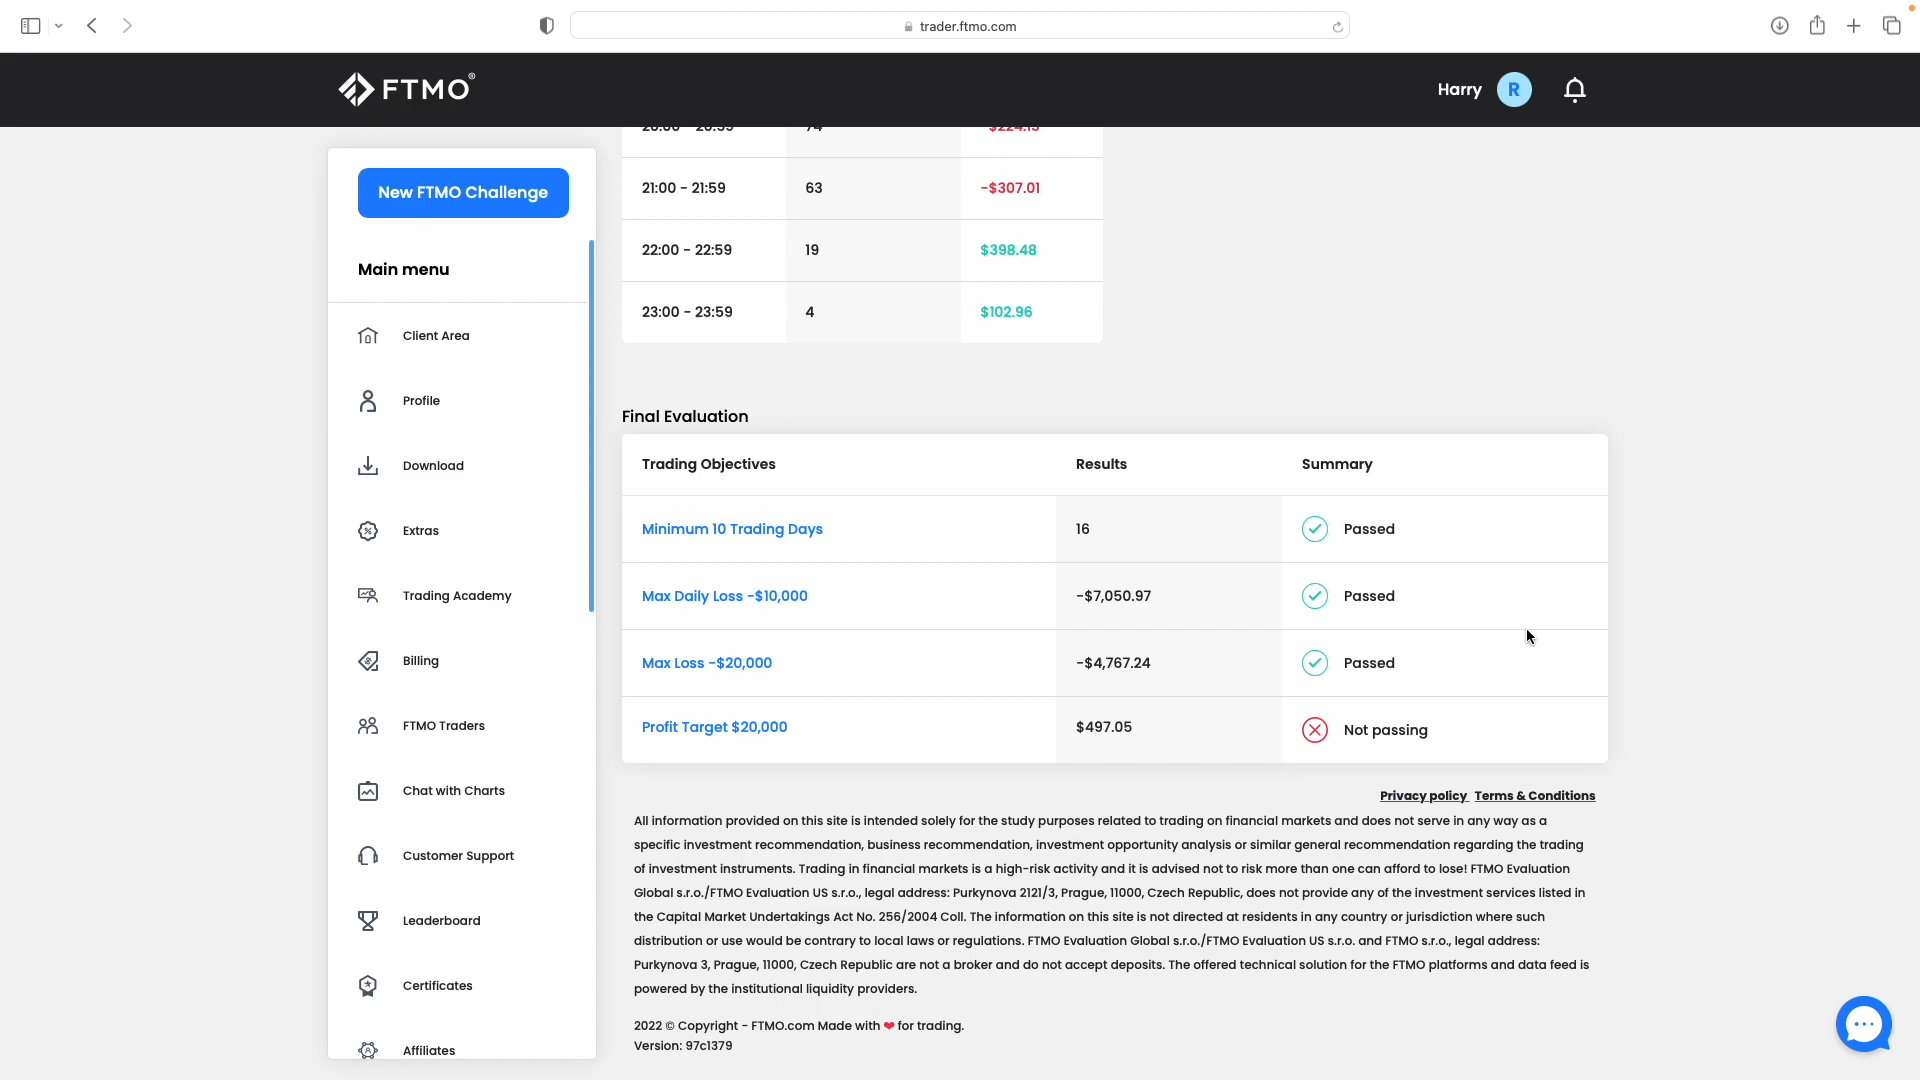 trader.ftmo.com
FTMO®
Harry R
New FTMO Challenge
Main menu
Client Area
Profile
Download
Extras
Trading Academy
Billing
FTMO Traders
Chat with Charts
Customer Support
Leaderboard
Certificates
Affiliates
20:00 - 20:59 74 -$224.15
21:00 - 21:59 63 -$307.01
22:00 - 22:59 19 $398.48
23:00 - 23:59 4 $102.96
Final Evaluation
Trading Objectives Results Summary
Minimum 10 Trading Days 16 Passed
Max Daily Loss -$10,000 -$7,050.97 Passed
Max Loss -$20,000 -$4,767.24 Passed
Profit Target $20,000 $497.05 Not passing
Privacy policy Terms & Conditions
All information provided on this site is intended solely for the study purposes related to trading on financial markets and does not serve in any way as a
specific investment recommendation, business recommendation, investment opportunity analysis or similar general recommendation regarding the trading
of investment instruments. Trading in financial markets is a high-risk activity and it is advised not to risk more than one can afford to lose! FTMO Evaluation
Global s.r.o./FTMO Evaluation US s.r.o., legal address: Purkynova 2121/3, Prague, 11000, Czech Republic, does not provide any of the investment services listed in
the Capital Market Undertakings Act No. 256/2004 Coll. The information on this site is not directed at residents in any country or jurisdiction where such
distribution or use would be contrary to local laws or regulations. FTMO Evaluation Global s.r.o./FTMO Evaluation US s.r.o. and FTMO s.r.o., legal address:
Purkynova 3, Prague, 11000, Czech Republic are not a broker and do not accept deposits. The offered technical solution for the FTMO platforms and data feed is
powered by the institutional liquidity providers.
2022 © Copyright - FTMO.com Made with ❤ for trading.
Version: 97c1379